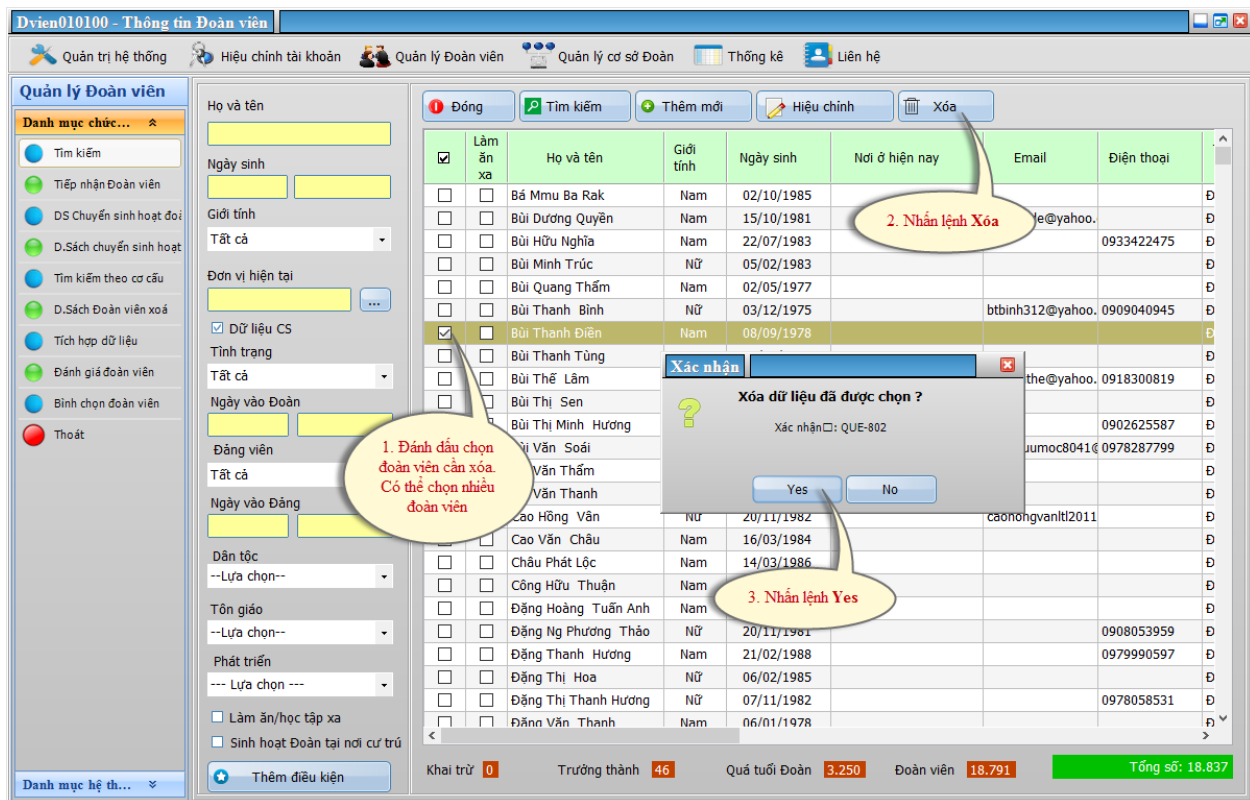 Dvien010100 - Thông tin Đoàn viên
Quản trị hệ thống Hiệu chỉnh tài khoản Quản lý Đoàn viên Quản lý cơ sở Đoàn Thống kê Liên hệ
Quản lý Đoàn viên
Danh mục chức...
Tìm kiếm
Tiếp nhận Đoàn viên
DS Chuyển sinh hoạt đoà
D.Sách chuyển sinh hoạt
Tìm kiếm theo cơ cấu
D.Sách Đoàn viên xoá
Tích hợp dữ liệu
Đánh giá đoàn viên
Bình chọn đoàn viên
Thoát
Danh mục hệ th...
Họ và tên
Ngày sinh
Giới tính
Tất cả
Đơn vị hiện tại
...
Dữ liệu CS
Tình trạng
Tất cả
Ngày vào Đoàn
Đảng viên
Tất cả
Ngày vào Đảng
Dân tộc
--Lựa chọn--
Tôn giáo
--Lựa chọn--
Phát triển
--- Lựa chọn ---
Làm ăn/học tập xa
Sinh hoạt Đoàn tại nơi cư trú
Thêm điều kiện
Đóng Tìm kiếm Thêm mới Hiệu chỉnh Xóa
Làm ăn xa Họ và tên Giới tính Ngày sinh Nơi ở hiện nay Email Điện thoại
Bá Mmu Ba Rak Nam 02/10/1985 Đ
Bùi Dương Quyền Nam 15/10/1981 le@yahoo. Đ
Bùi Hữu Nghĩa Nam 22/07/1983 0933422475 Đ
Bùi Minh Trúc Nữ 05/02/1983 Đ
Bùi Quang Thẩm Nam 02/05/1977 Đ
Bùi Thanh Bình Nữ 03/12/1975 btbinh312@yahoo. 0909040945 Đ
Bùi Thanh Điền Nam 08/09/1978 Đ
Bùi Thanh Tùng Đ
Bùi Thế Lâm the@yahoo. 0918300819 Đ
Bùi Thị Sen Đ
Bùi Thị Minh Hương 0902625587 Đ
Bùi Văn Soái uumoc8041@ 0978287799 Đ
Văn Thẩm Đ
Văn Thanh Đ
Cao Hồng Vân Nữ 20/11/1982 caohongvanltl2011 Đ
Cao Văn Châu Nam 16/03/1984 Đ
Châu Phát Lộc Nam 14/03/1986 Đ
Công Hữu Thuận Nam Đ
Đặng Hoàng Tuấn Anh Nam Đ
Đặng Ng Phương Thảo Nữ 20/11/1981 0908053959 Đ
Đặng Thanh Hương Nam 21/02/1988 0979990597 Đ
Đặng Thị Hoa Nữ 06/02/1985 Đ
Đặng Thị Thanh Hương Nữ 07/11/1982 0978058531 Đ
Đặng Văn Thanh Nam 06/01/1978 Đ
Khai trừ 0 Trưởng thành 46 Quá tuổi Đoàn 3.250 Đoàn viên 18.791 Tổng số: 18.837
1. Đánh dấu chọn
đoàn viên cần xóa.
Có thể chọn nhiều
đoàn viên
2. Nhấn lệnh Xóa
Xác nhận
Xóa dữ liệu đã được chọn ?
Xác nhận□: QUE-802
Yes No
3. Nhấn lệnh Yes